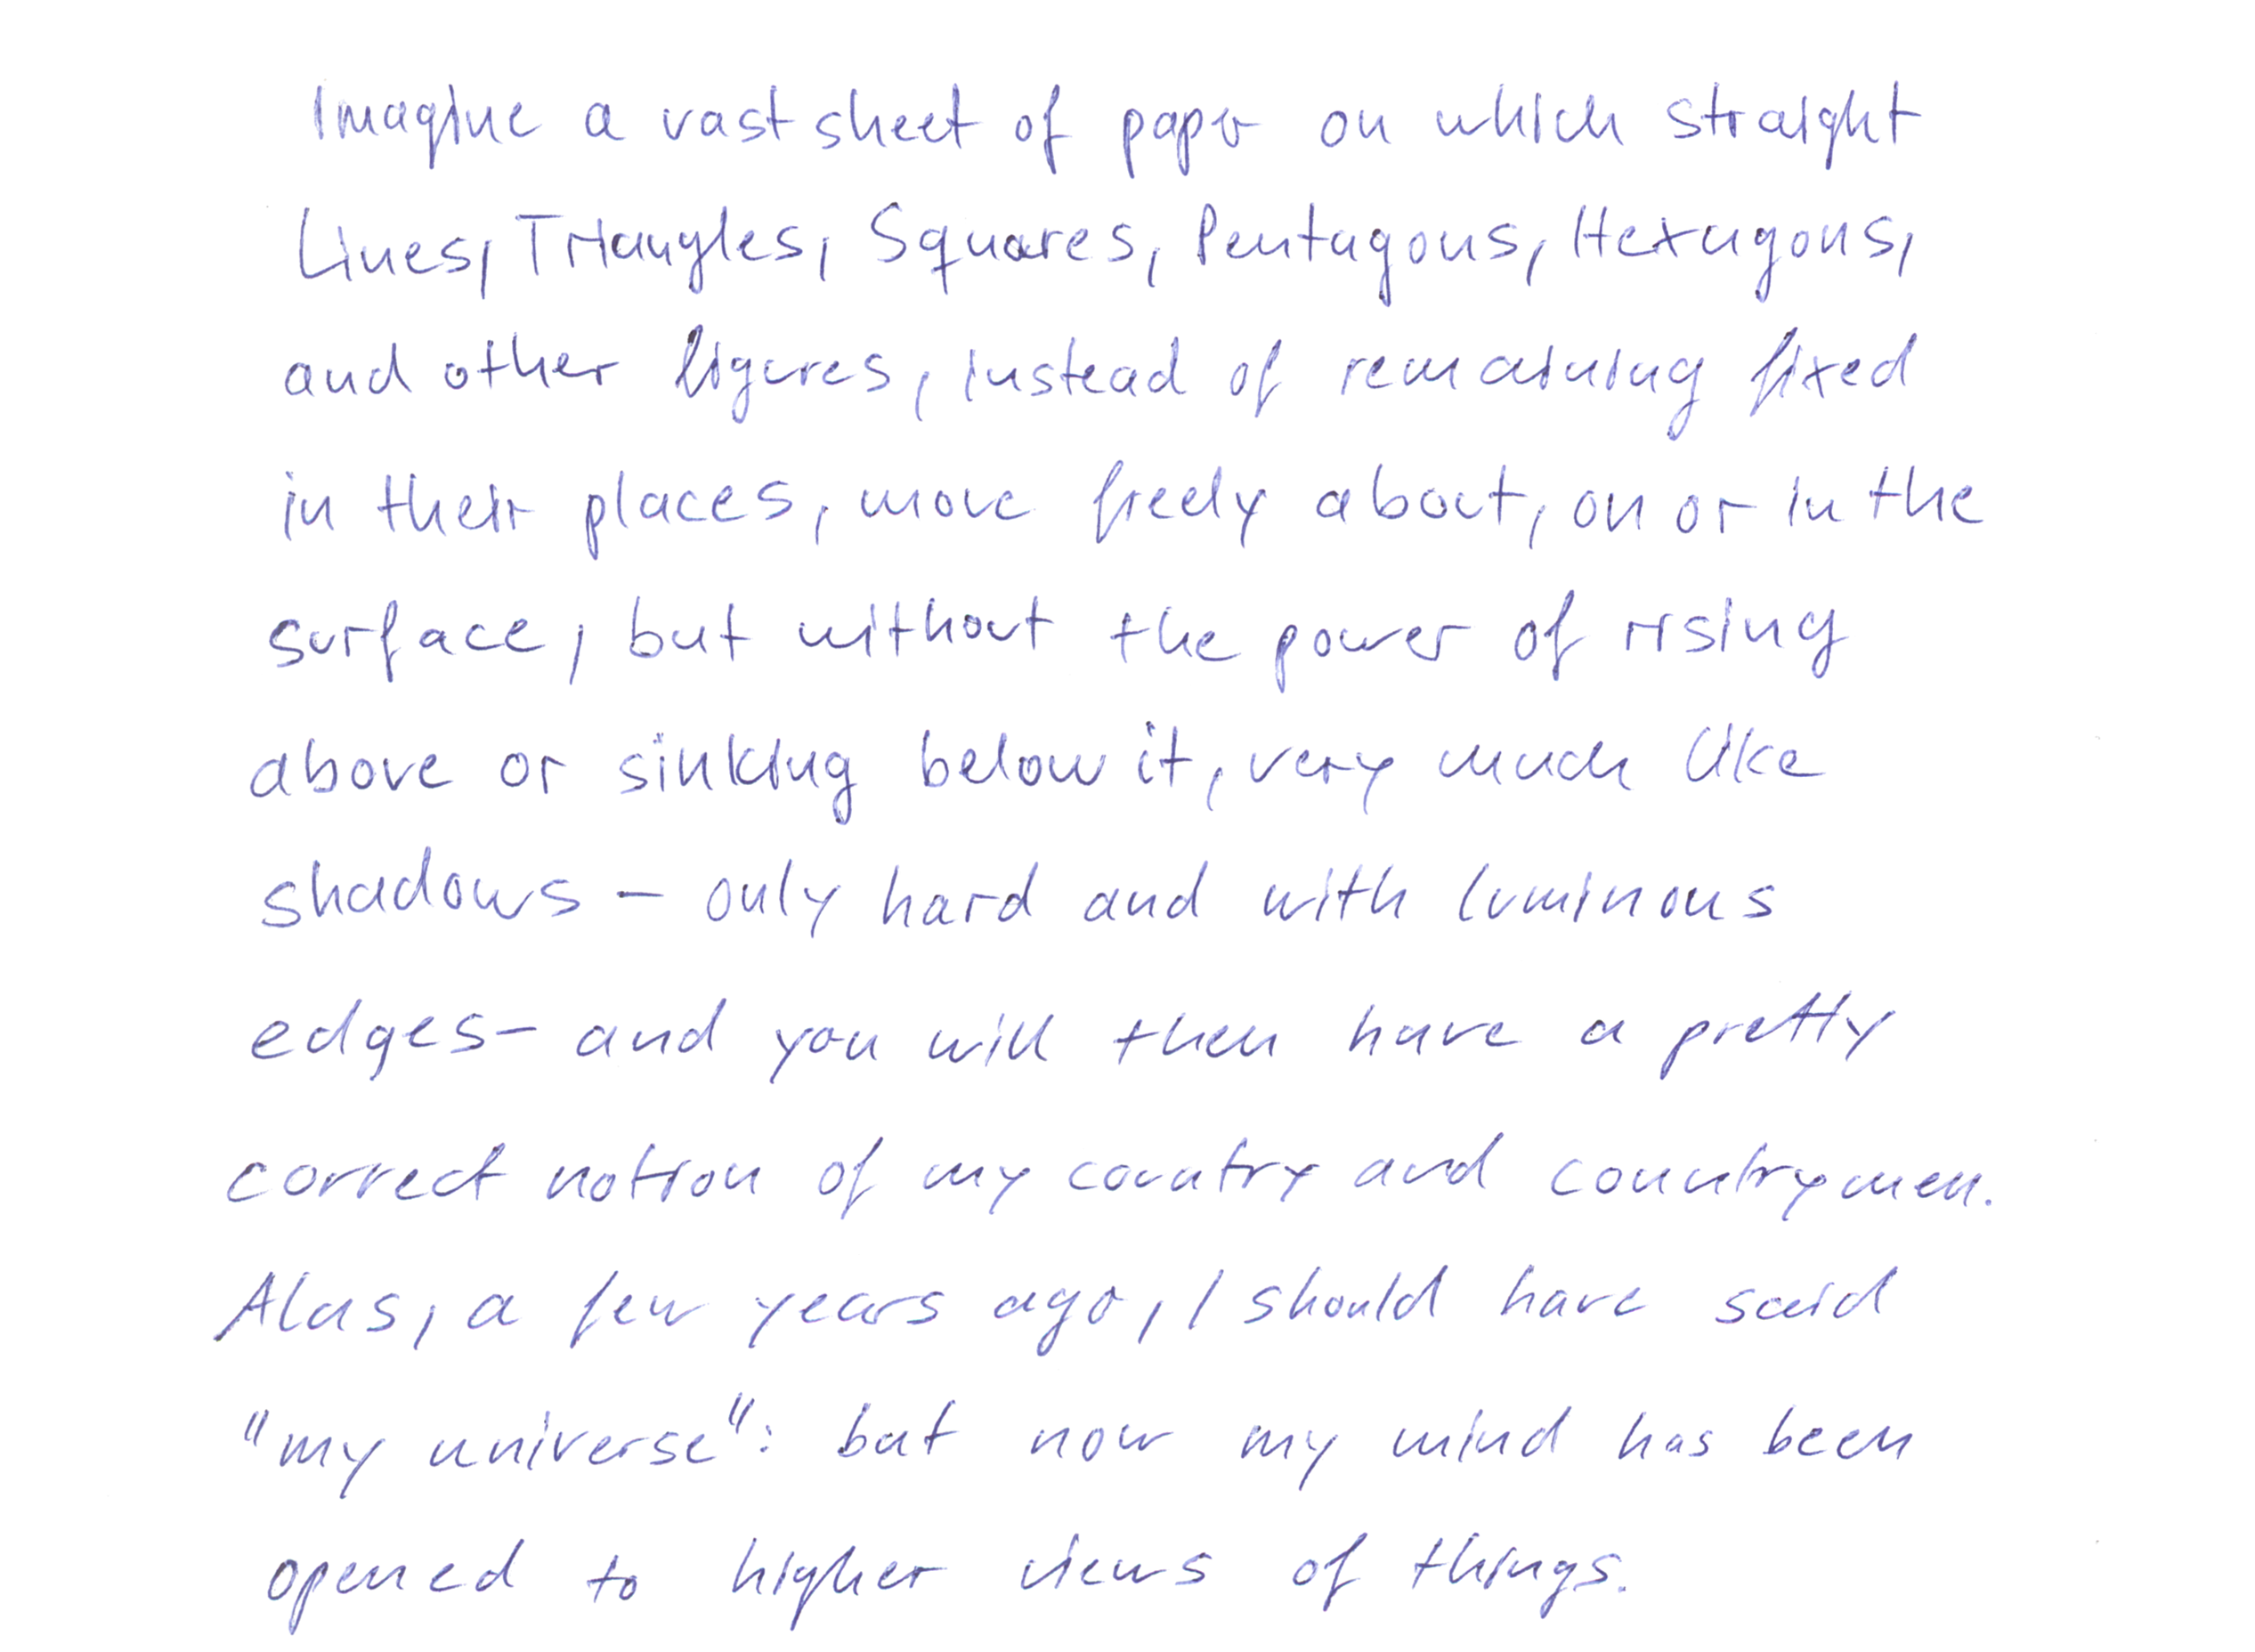 Imagine a vast sheet of paper on which straight
Lines, Triangles, Squares, Pentagons, Hexagons,
and other figures, instead of remaining fixed
in their places, move freely about, on or in the
surface, but without the power of rising
above or sinking below it, very much like
shadows – only hard and with luminous
edges – and you will then have a pretty
correct notion of my country and countrymen.
Alas, a few years ago, I should have said
"my universe": but now my mind has been
opened to higher views of things.